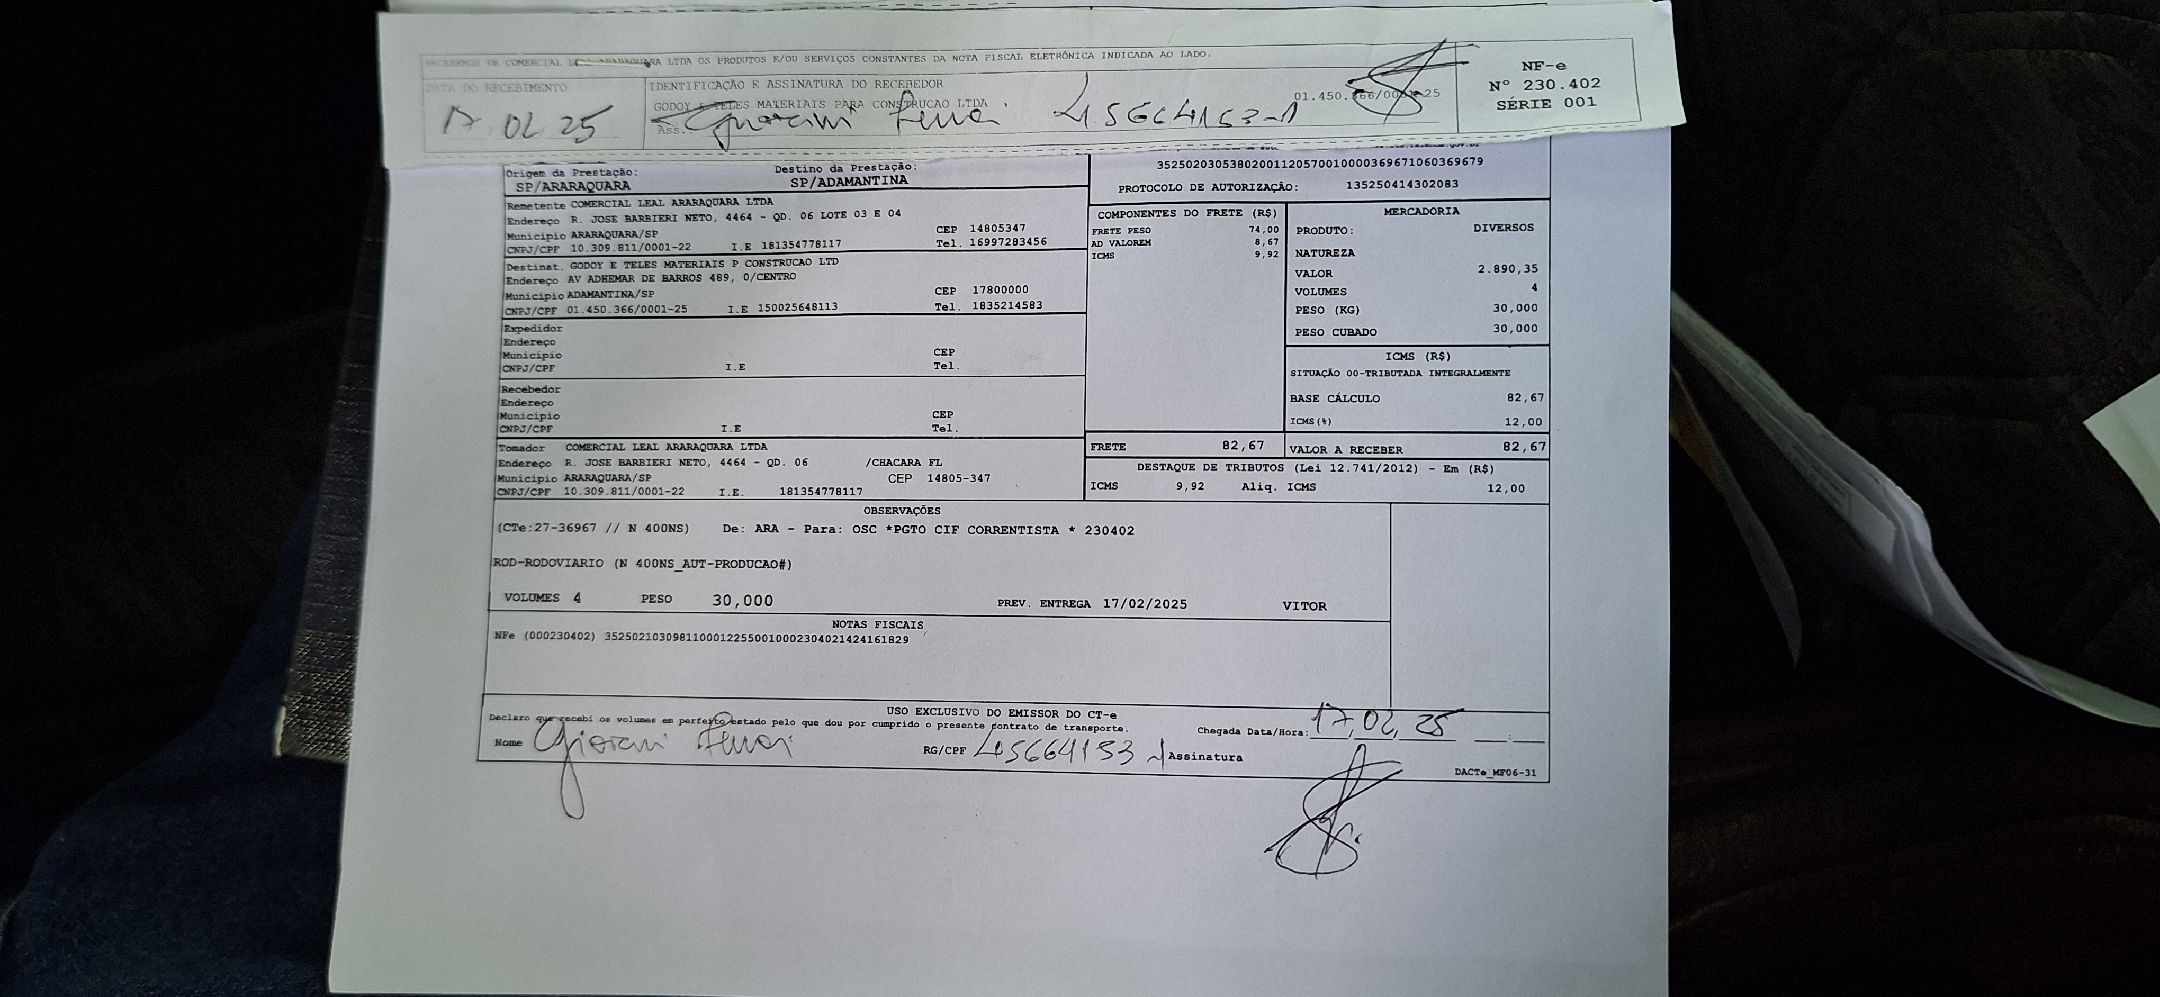 RECEBEMOS DE COMERCIAL LEAL ARARAQUARA LTDA OS PRODUTOS E/OU SERVIÇOS CONSTANTES DA NOTA FISCAL ELETRÔNICA INDICADA AO LADO.
DATA DO RECEBIMENTO
17 02 25
IDENTIFICAÇÃO E ASSINATURA DO RECEBEDOR
GODOY E TELES MATERIAIS PARA CONSTRUCAO LTDA
01.450.366/0001-25
Ass.
NF-e
Nº 230.402
SÉRIE 001
35250203053802001120570010000369671060369679
PROTOCOLO DE AUTORIZAÇÃO: 135250414302083
Origem da Prestação: Destino da Prestação:
SP/ARARAQUARA SP/ADAMANTINA
Remetente COMERCIAL LEAL ARARAQUARA LTDA
Endereço R. JOSE BARBIERI NETO, 4464 - QD. 06 LOTE 03 E 04
Município ARARAQUARA/SP CEP 14805347
CNPJ/CPF 10.309.811/0001-22 I.E 181354778117 Tel. 16997283456
Destinat. GODOY E TELES MATERIAIS P CONSTRUCAO LTD
Endereço AV ADHEMAR DE BARROS 489, 0/CENTRO
Município ADAMANTINA/SP CEP 17800000
CNPJ/CPF 01.450.366/0001-25 I.E 150025648113 Tel. 1835214583
Expedidor
Endereço
Município CEP
CNPJ/CPF I.E Tel.
Recebedor
Endereço
Município CEP
CNPJ/CPF I.E Tel.
Tomador COMERCIAL LEAL ARARAQUARA LTDA
Endereço R. JOSE BARBIERI NETO, 4464 - QD. 06 /CHACARA FL
Município ARARAQUARA/SP CEP 14805-347
CNPJ/CPF 10.309.811/0001-22 I.E. 181354778117
COMPONENTES DO FRETE (R$)
FRETE PESO 74,00
AD VALOREM 8,67
ICMS 9,92
MERCADORIA
PRODUTO: DIVERSOS
NATUREZA
VALOR 2.890,35
VOLUMES 4
PESO (KG) 30,000
PESO CUBADO 30,000
ICMS (R$)
SITUAÇÃO 00-TRIBUTADA INTEGRALMENTE
BASE CÁLCULO 82,67
ICMS(%) 12,00
FRETE 82,67 VALOR A RECEBER 82,67
DESTAQUE DE TRIBUTOS (Lei 12.741/2012) - Em (R$)
ICMS 9,92 Aliq. ICMS 12,00
OBSERVAÇÕES
(CTe:27-36967 // N 400NS) De: ARA - Para: OSC *PGTO CIF CORRENTISTA * 230402
ROD-RODOVIARIO (N 400NS_AUT-PRODUCAO#)
VOLUMES 4 PESO 30,000 PREV. ENTREGA 17/02/2025 VITOR
NOTAS FISCAIS
NFe (000230402) 35250210309811000122550010002304021424161829
USO EXCLUSIVO DO EMISSOR DO CT-e
Declaro que recebi os volumes em perfeito estado pelo que dou por cumprido o presente contrato de transporte.
Chegada Data/Hora: 17,02,25 :
Nome Giovani RG/CPF 45664153-1 Assinatura
DACTe_MF06-31